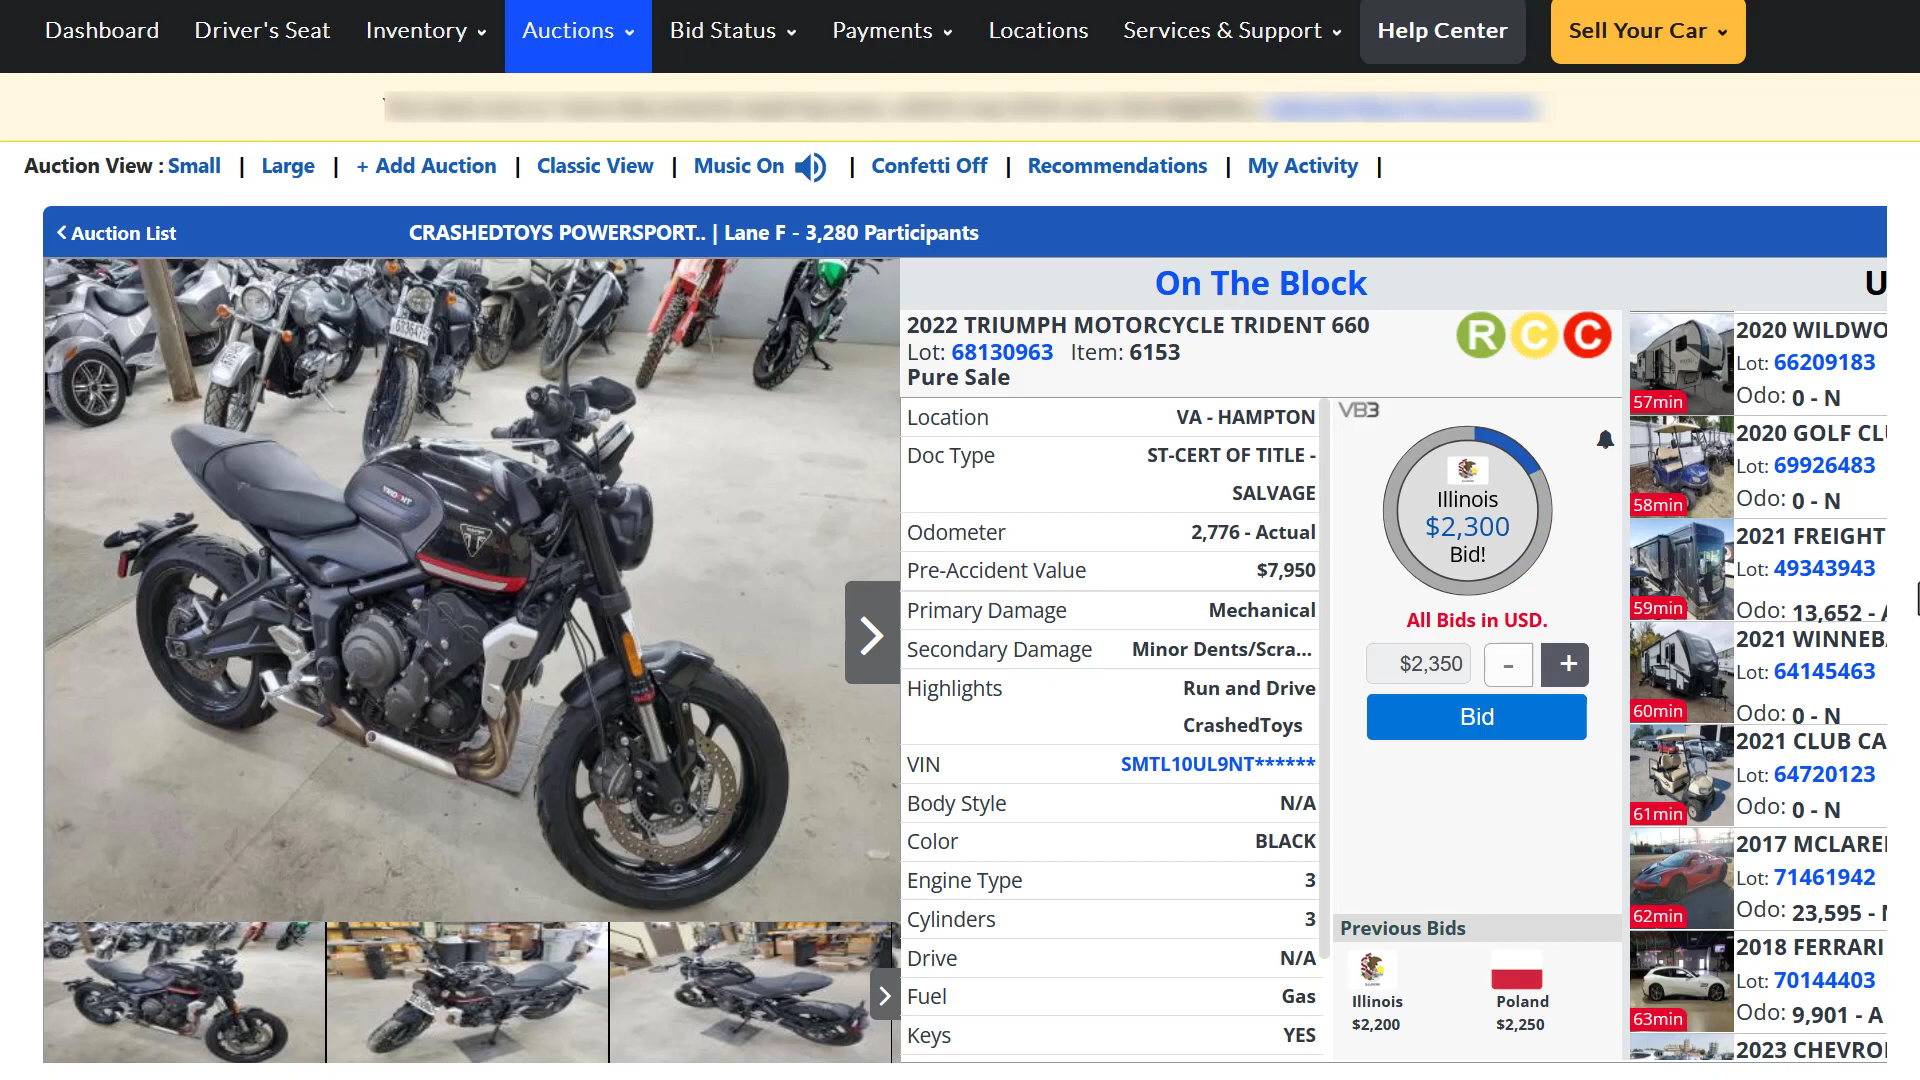 Dashboard Driver's Seat Inventory Auctions Bid Status Payments Locations Services & Support Help Center Sell Your Car
Auction View : Small | Large | + Add Auction | Classic View | Music On | Confetti Off | Recommendations | My Activity |
Auction List
CRASHEDTOYS POWERSPORT.. | Lane F - 3,280 Participants
On The Block
U
2022 TRIUMPH MOTORCYCLE TRIDENT 660
Lot: 68130963 Item: 6153
Pure Sale
R C C
Location VA - HAMPTON
Doc Type ST-CERT OF TITLE -
SALVAGE
Odometer 2,776 - Actual
Pre-Accident Value $7,950
Primary Damage Mechanical
Secondary Damage Minor Dents/Scra...
Highlights Run and Drive
CrashedToys
VIN SMTL10UL9NT******
Body Style N/A
Color BLACK
Engine Type 3
Cylinders 3
Drive N/A
Fuel Gas
Keys YES
VB3
Illinois
$2,300
Bid!
All Bids in USD.
$2,350 - +
Bid
Previous Bids
Illinois
$2,200
Poland
$2,250
2020 WILDWO
Lot: 66209183
Odo: 0 - N
57min
2020 GOLF CLU
Lot: 69926483
Odo: 0 - N
58min
2021 FREIGHT
Lot: 49343943
Odo: 13,652 - A
59min
2021 WINNEBA
Lot: 64145463
Odo: 0 - N
60min
2021 CLUB CA
Lot: 64720123
Odo: 0 - N
61min
2017 MCLAREN
Lot: 71461942
Odo: 23,595 - N
62min
2018 FERRARI
Lot: 70144403
Odo: 9,901 - A
63min
2023 CHEVROL
TRIDENT